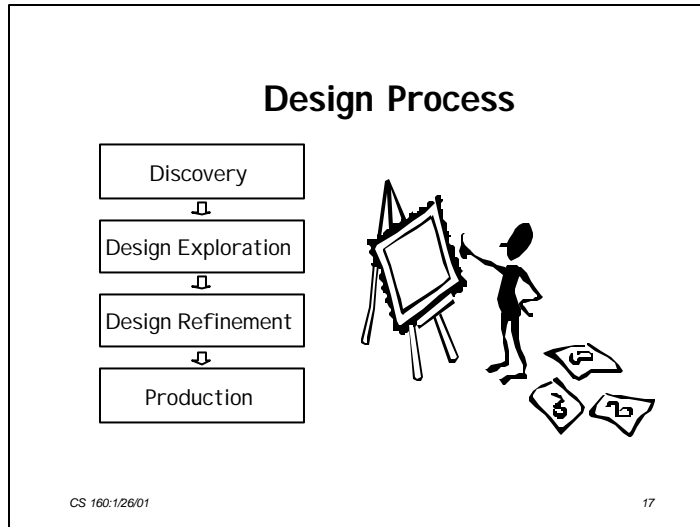 Design Process
Discovery
Design Exploration
Design Refinement
Production
CS 160:1/26/01
17